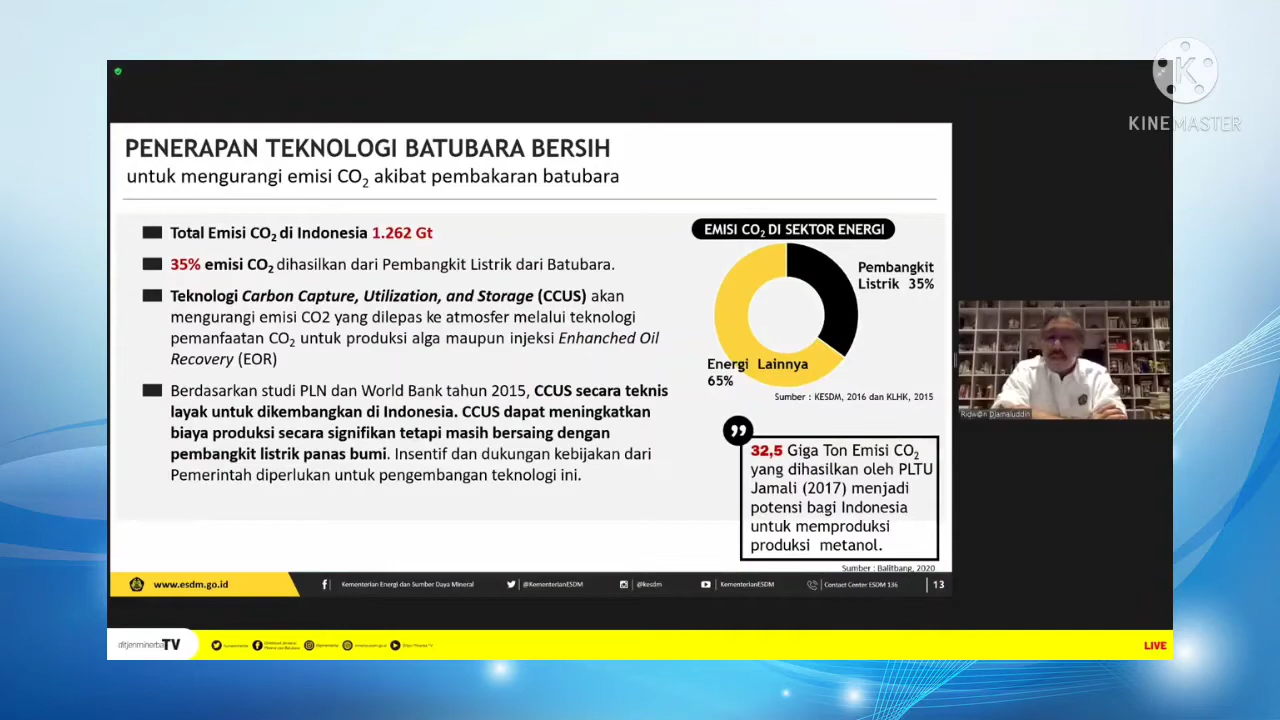 KINEMASTER
PENERAPAN TEKNOLOGI BATUBARA BERSIH
untuk mengurangi emisi CO2 akibat pembakaran batubara
Total Emisi CO2 di Indonesia 1.262 Gt
35% emisi CO2 dihasilkan dari Pembangkit Listrik dari Batubara.
Teknologi Carbon Capture, Utilization, and Storage (CCUS) akan
mengurangi emisi CO2 yang dilepas ke atmosfer melalui teknologi
pemanfaatan CO2 untuk produksi alga maupun injeksi Enhanched Oil
Recovery (EOR)
Berdasarkan studi PLN dan World Bank tahun 2015, CCUS secara teknis
layak untuk dikembangkan di Indonesia. CCUS dapat meningkatkan
biaya produksi secara signifikan tetapi masih bersaing dengan
pembangkit listrik panas bumi. Insentif dan dukungan kebijakan dari
Pemerintah diperlukan untuk pengembangan teknologi ini.
EMISI CO2 DI SEKTOR ENERGI
Pembangkit
Listrik 35%
Energi Lainnya
65%
Sumber : KESDM, 2016 dan KLHK, 2015
32,5 Giga Ton Emisi CO2
yang dihasilkan oleh PLTU
Jamali (2017) menjadi
potensi bagi Indonesia
untuk memproduksi
produksi metanol.
Sumber : Balitbang, 2020
Ridwan Djamaluddin
www.esdm.go.id
Kementerian Energi dan Sumber Daya Mineral
@KementerianESDM
@kesdm
KementerianESDM
Contact Center ESDM 136
13
ditjenminerbaTV
LIVE